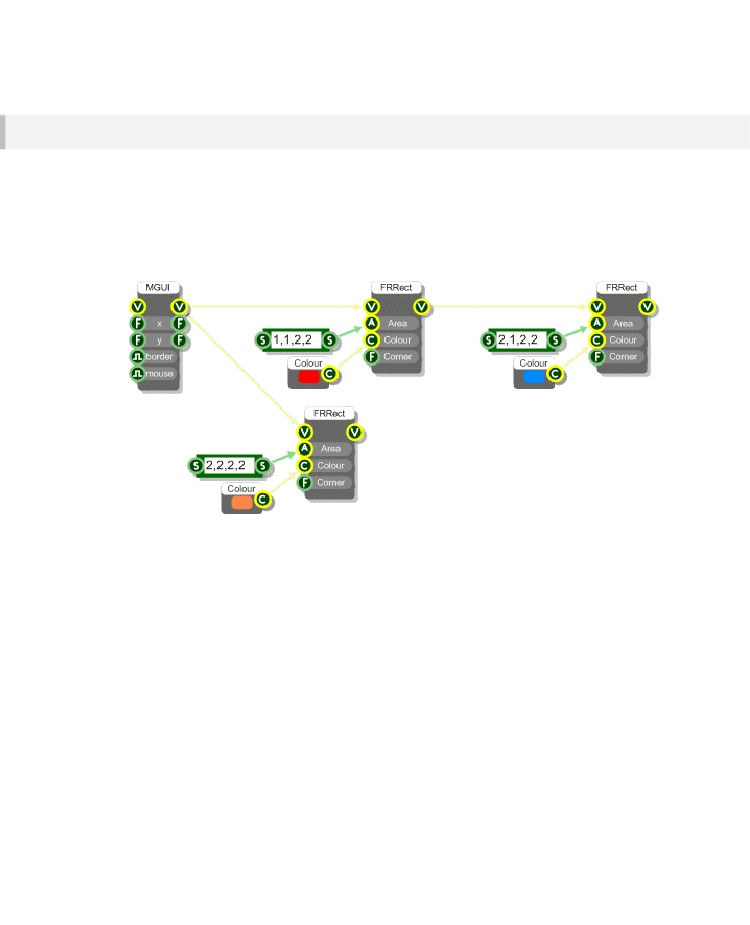 MGUI
V V
F x F
F y F
border
mouse
FRRect
V V
A Area
C Colour
F Corner
S 1,1,2,2 S
Colour
C
FRRect
V V
A Area
C Colour
F Corner
S 2,1,2,2 S
Colour
C
FRRect
V V
A Area
C Colour
F Corner
S 2,2,2,2 S
Colour
C